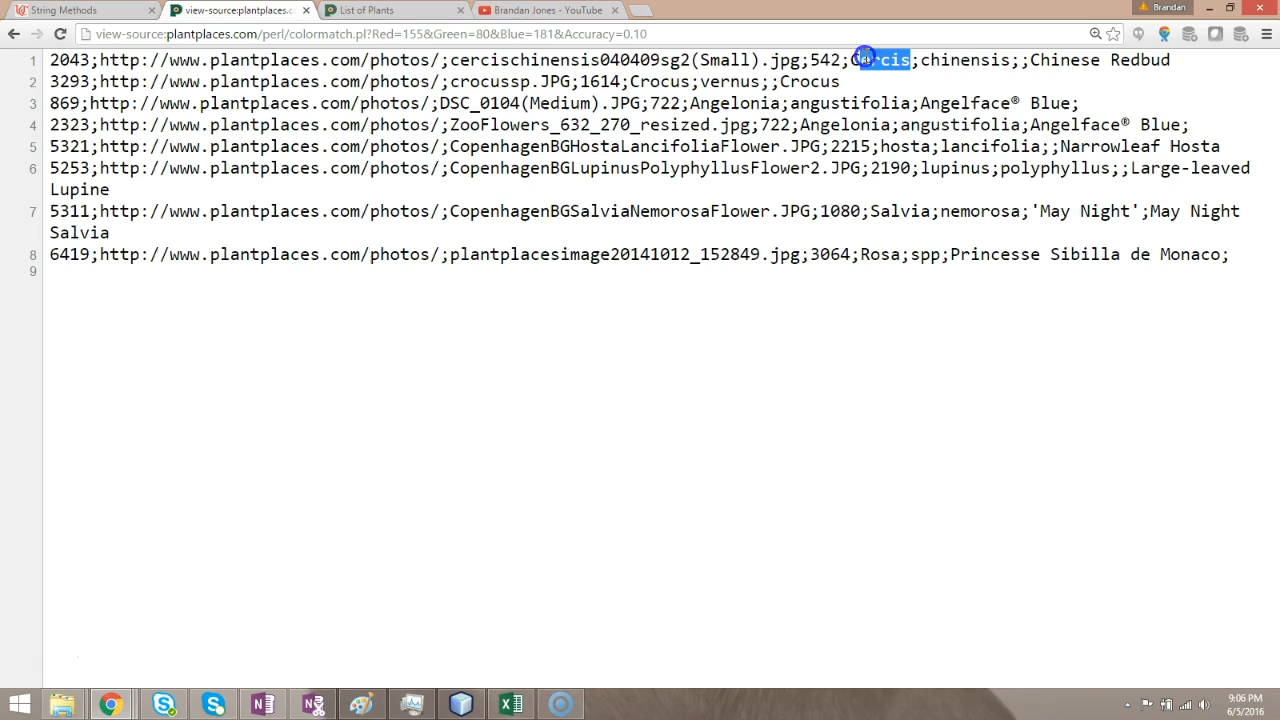 String Methods
view-source:plantplaces.c
List of Plants
Brandan Jones - YouTube
Brandan
view-source:plantplaces.com/perl/colormatch.pl?Red=155&Green=80&Blue=181&Accuracy=0.10
1 2043;http://www.plantplaces.com/photos/;cercischinensis040409sg2(Small).jpg;542;Cercis;chinensis;;Chinese Redbud
2 3293;http://www.plantplaces.com/photos/;crocussp.JPG;1614;Crocus;vernus;;Crocus
3 869;http://www.plantplaces.com/photos/;DSC_0104(Medium).JPG;722;Angelonia;angustifolia;Angelface® Blue;
4 2323;http://www.plantplaces.com/photos/;ZooFlowers_632_270_resized.jpg;722;Angelonia;angustifolia;Angelface® Blue;
5 5321;http://www.plantplaces.com/photos/;CopenhagenBGHostaLancifoliaFlower.JPG;2215;hosta;lancifolia;;Narrowleaf Hosta
6 5253;http://www.plantplaces.com/photos/;CopenhagenBGLupinusPolyphyllusFlower2.JPG;2190;lupinus;polyphyllus;;Large-leaved
Lupine
7 5311;http://www.plantplaces.com/photos/;CopenhagenBGSalviaNemorosaFlower.JPG;1080;Salvia;nemorosa;'May Night';May Night
Salvia
8 6419;http://www.plantplaces.com/photos/;plantplacesimage20141012_152849.jpg;3064;Rosa;spp;Princesse Sibilla de Monaco;
9
9:06 PM
6/5/2016